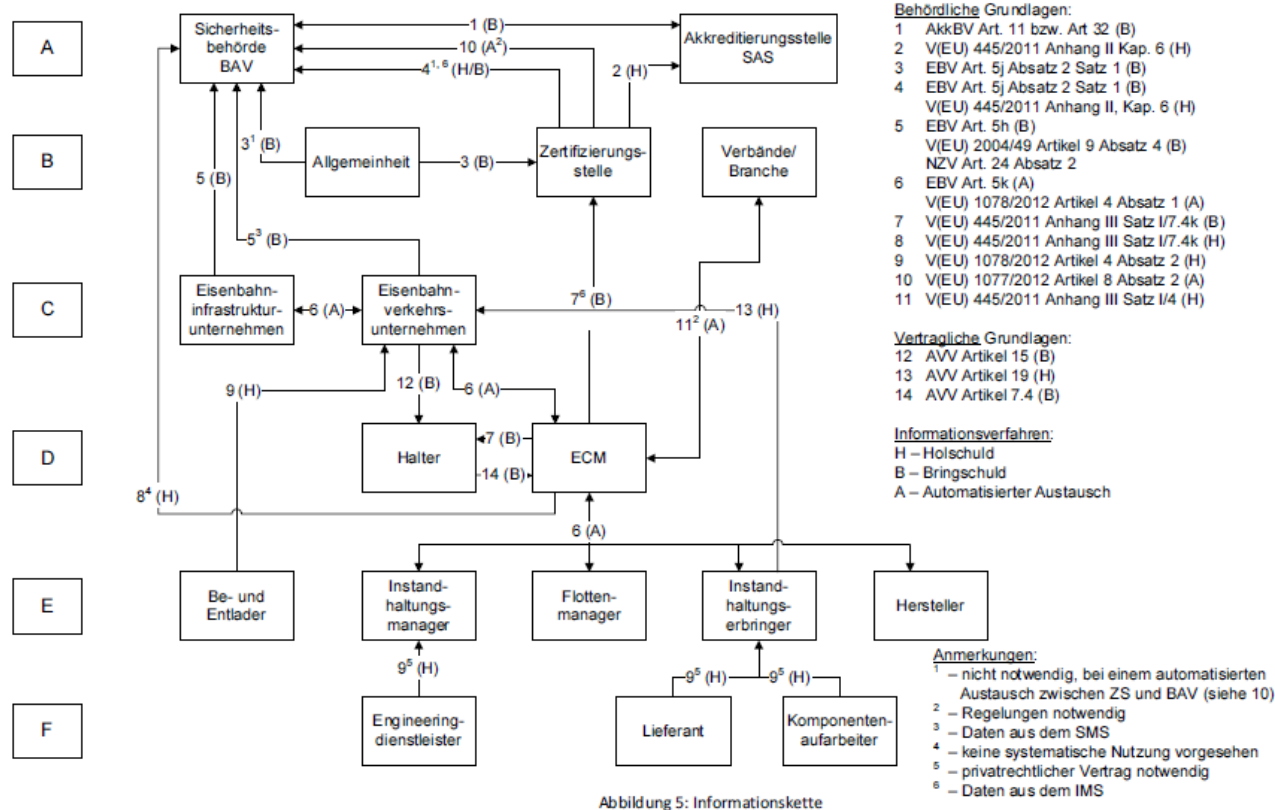 A
Sicherheits-
behörde
BAV
1 (B)
10 (A²)
4¹, ⁶ (H/B)
2 (H)
Akkreditierungsstelle
SAS
B
3¹ (B)
Allgemeinheit
3 (B)
Zertifizierungs-
stelle
Verbände/
Branche
5 (B)
5³ (B)
C
Eisenbahn-
infrastruktur-
unternehmen
6 (A)
Eisenbahn-
verkehrs-
unternehmen
7⁶ (B)
11² (A)
13 (H)
9 (H)
12 (B)
6 (A)
D
Halter
7 (B)
14 (B)
ECM
8⁴ (H)
6 (A)
E
Be- und
Entlader
Instand-
haltungs-
manager
Flotten-
manager
Instand-
haltungs-
erbringer
Hersteller
9⁵ (H)
9⁵ (H)
9⁵ (H)
F
Engineering-
dienstleister
Lieferant
Komponenten-
aufarbeiter
Behördliche Grundlagen:
1 AkkBV Art. 11 bzw. Art 32 (B)
2 V(EU) 445/2011 Anhang II Kap. 6 (H)
3 EBV Art. 5j Absatz 2 Satz 1 (B)
4 EBV Art. 5j Absatz 2 Satz 1 (B)
V(EU) 445/2011 Anhang II, Kap. 6 (H)
5 EBV Art. 5h (B)
V(EU) 2004/49 Artikel 9 Absatz 4 (B)
NZV Art. 24 Absatz 2
6 EBV Art. 5k (A)
V(EU) 1078/2012 Artikel 4 Absatz 1 (A)
7 V(EU) 445/2011 Anhang III Satz I/7.4k (B)
8 V(EU) 445/2011 Anhang III Satz I/7.4k (H)
9 V(EU) 1078/2012 Artikel 4 Absatz 2 (H)
10 V(EU) 1077/2012 Artikel 8 Absatz 2 (A)
11 V(EU) 445/2011 Anhang III Satz I/4 (H)
Vertragliche Grundlagen:
12 AVV Artikel 15 (B)
13 AVV Artikel 19 (H)
14 AVV Artikel 7.4 (B)
Informationsverfahren:
H – Holschuld
B – Bringschuld
A – Automatisierter Austausch
Anmerkungen:
¹ – nicht notwendig, bei einem automatisierten
Austausch zwischen ZS und BAV (siehe 10)
² – Regelungen notwendig
³ – Daten aus dem SMS
⁴ – keine systematische Nutzung vorgesehen
⁵ – privatrechtlicher Vertrag notwendig
⁶ – Daten aus dem IMS
Abbildung 5: Informationskette